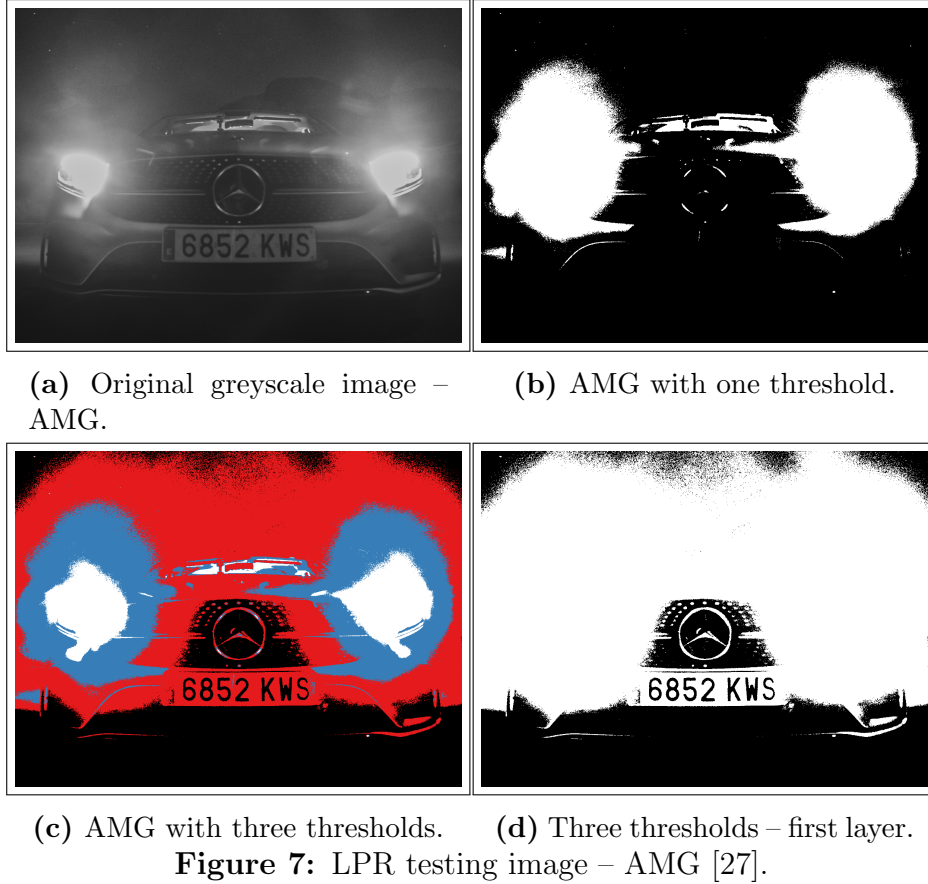 6852 KWS
(a) Original greyscale image –
AMG.
(b) AMG with one threshold.
6852 KWS
6852 KWS
(c) AMG with three thresholds.
(d) Three thresholds – first layer.
Figure 7: LPR testing image – AMG [27].